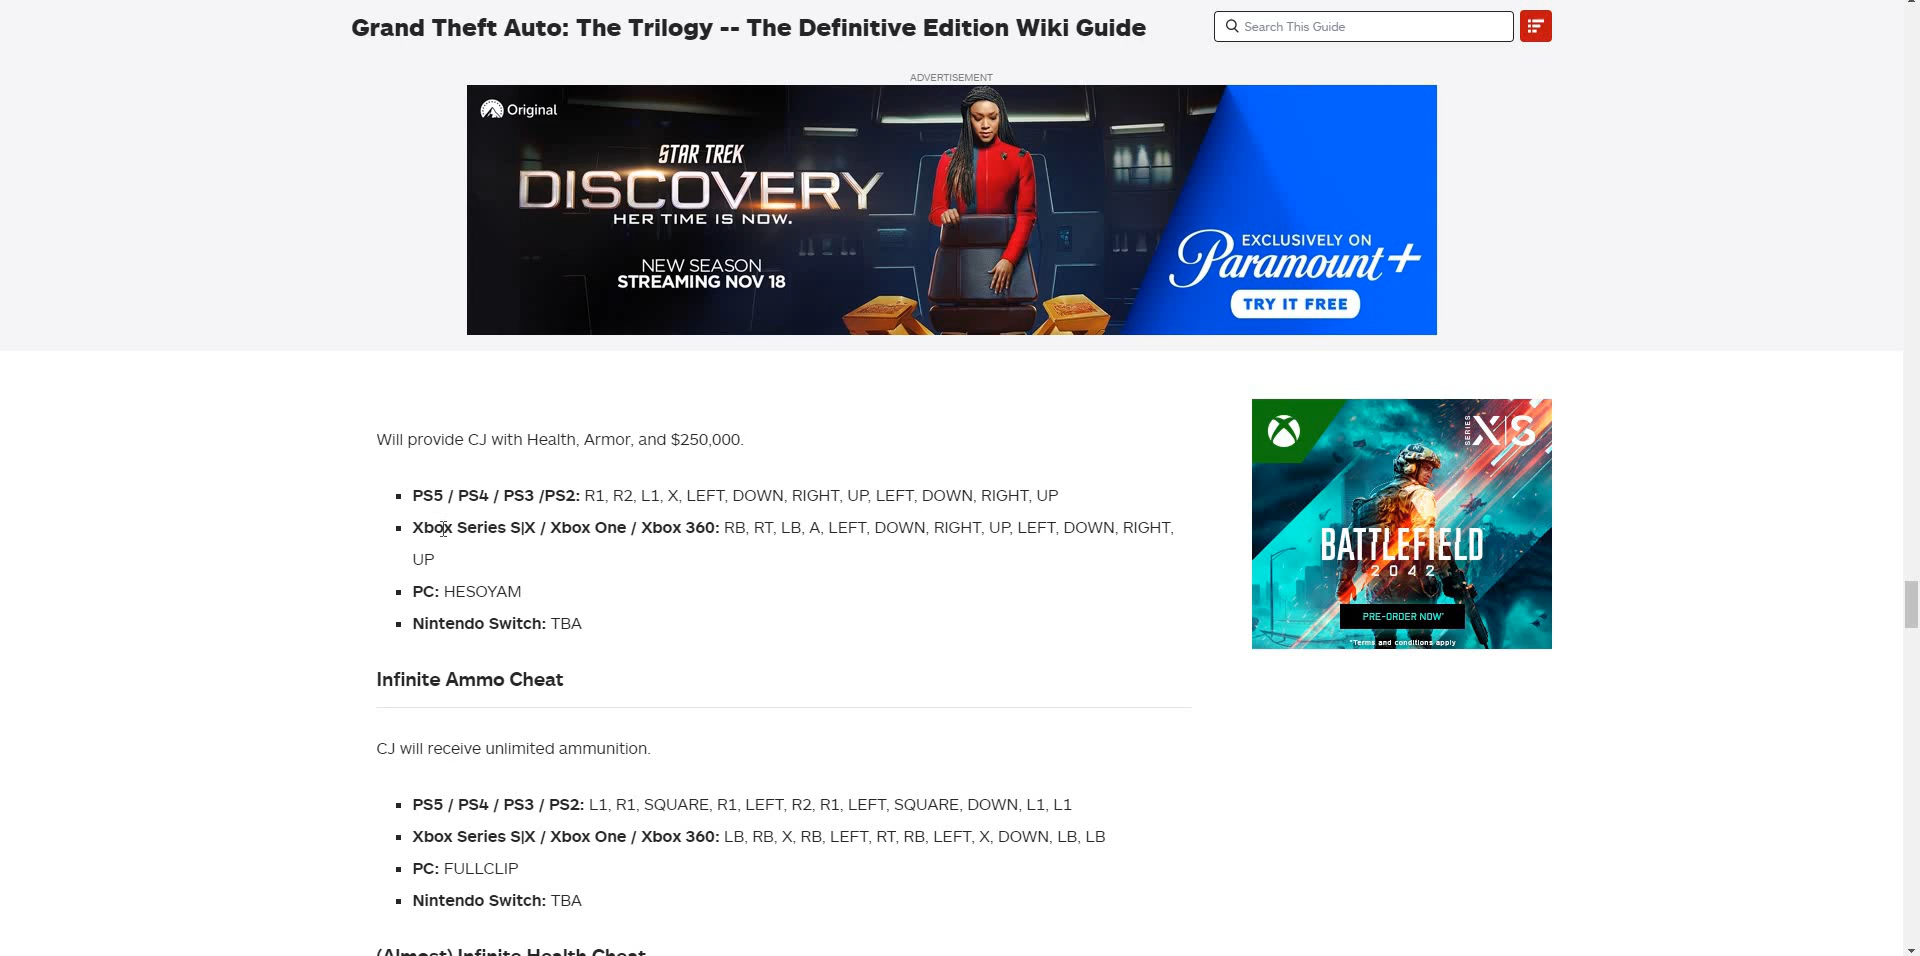 Grand Theft Auto: The Trilogy -- The Definitive Edition Wiki Guide
Search This Guide
ADVERTISEMENT
Original
STAR TREK
DISCOVERY
HER TIME IS NOW.
NEW SEASON
STREAMING NOV 18
EXCLUSIVELY ON
Paramount+
TRY IT FREE
Will provide CJ with Health, Armor, and $250,000.
▪ PS5 / PS4 / PS3 /PS2: R1, R2, L1, X, LEFT, DOWN, RIGHT, UP, LEFT, DOWN, RIGHT, UP
▪ Xbox Series S|X / Xbox One / Xbox 360: RB, RT, LB, A, LEFT, DOWN, RIGHT, UP, LEFT, DOWN, RIGHT,
UP
▪ PC: HESOYAM
▪ Nintendo Switch: TBA
SERIES X|S
BATTLEFIELD
2042
PRE-ORDER NOW*
*Terms and conditions apply
Infinite Ammo Cheat
CJ will receive unlimited ammunition.
▪ PS5 / PS4 / PS3 / PS2: L1, R1, SQUARE, R1, LEFT, R2, R1, LEFT, SQUARE, DOWN, L1, L1
▪ Xbox Series S|X / Xbox One / Xbox 360: LB, RB, X, RB, LEFT, RT, RB, LEFT, X, DOWN, LB, LB
▪ PC: FULLCLIP
▪ Nintendo Switch: TBA
(Almost) Infinite Health Cheat